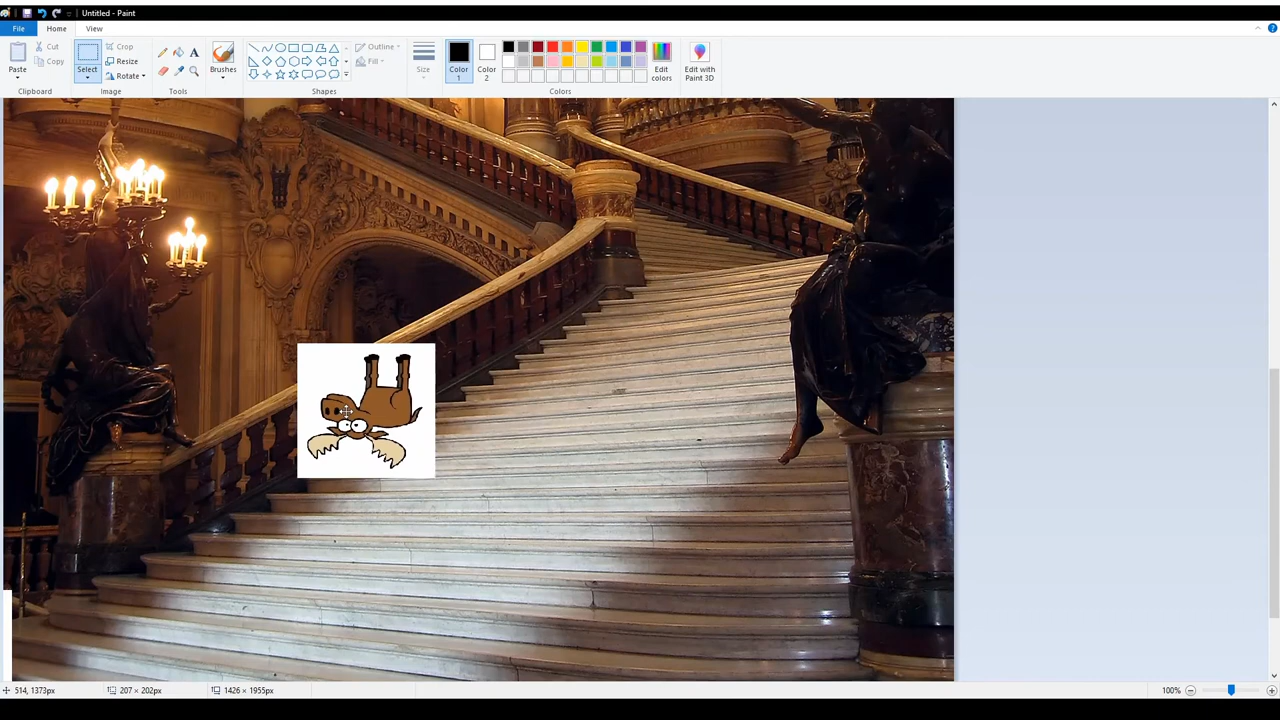 Untitled - Paint
File Home View
Paste Cut Copy Clipboard
Select Crop Resize Rotate Image
Tools
Brushes
Outline Fill Shapes
Size
Color 1 Color 2 Edit colors Colors
Edit with Paint 3D
514, 1373px 207 × 202px 1426 × 1955px 100%